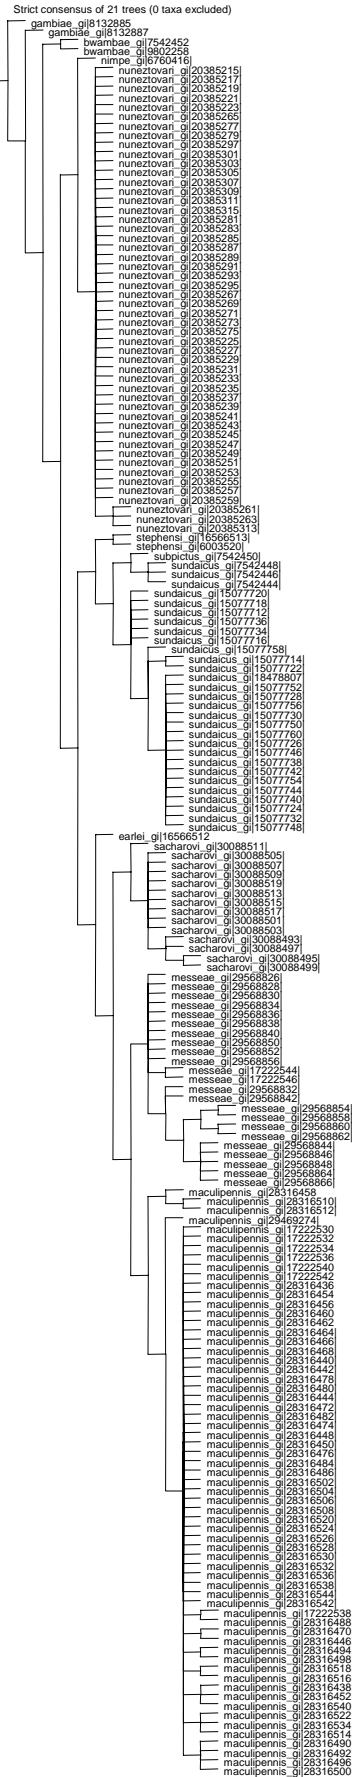 Strict consensus of 21 trees (0 taxa excluded)
gambiae_gi|8132885
gambiae_gi|8132887
bwambae_gi|7542452
bwambae_gi|9802258
nimpe_gi|6760416|
nuneztovari_gi|20385215|
nuneztovari_gi|20385217|
nuneztovari_gi|20385219|
nuneztovari_gi|20385221|
nuneztovari_gi|20385223|
nuneztovari_gi|20385265|
nuneztovari_gi|20385277|
nuneztovari_gi|20385279|
nuneztovari_gi|20385297|
nuneztovari_gi|20385301|
nuneztovari_gi|20385303|
nuneztovari_gi|20385305|
nuneztovari_gi|20385307|
nuneztovari_gi|20385309|
nuneztovari_gi|20385311|
nuneztovari_gi|20385315|
nuneztovari_gi|20385281|
nuneztovari_gi|20385283|
nuneztovari_gi|20385285|
nuneztovari_gi|20385287|
nuneztovari_gi|20385289|
nuneztovari_gi|20385291|
nuneztovari_gi|20385293|
nuneztovari_gi|20385295|
nuneztovari_gi|20385267|
nuneztovari_gi|20385269|
nuneztovari_gi|20385271|
nuneztovari_gi|20385273|
nuneztovari_gi|20385275|
nuneztovari_gi|20385225|
nuneztovari_gi|20385227|
nuneztovari_gi|20385229|
nuneztovari_gi|20385231|
nuneztovari_gi|20385233|
nuneztovari_gi|20385235|
nuneztovari_gi|20385237|
nuneztovari_gi|20385239|
nuneztovari_gi|20385241|
nuneztovari_gi|20385243|
nuneztovari_gi|20385245|
nuneztovari_gi|20385247|
nuneztovari_gi|20385249|
nuneztovari_gi|20385251|
nuneztovari_gi|20385253|
nuneztovari_gi|20385255|
nuneztovari_gi|20385257|
nuneztovari_gi|20385259|
nuneztovari_gi|20385261|
nuneztovari_gi|20385263|
nuneztovari_gi|20385313|
stephensi_gi|16566513|
stephensi_gi|6003520|
subpictus_gi|7542450|
sundaicus_gi|7542448|
sundaicus_gi|7542446|
sundaicus_gi|7542444|
sundaicus_gi|15077720|
sundaicus_gi|15077718|
sundaicus_gi|15077712|
sundaicus_gi|15077736|
sundaicus_gi|15077734|
sundaicus_gi|15077716|
sundaicus_gi|15077758|
sundaicus_gi|15077714|
sundaicus_gi|15077722|
sundaicus_gi|18478807|
sundaicus_gi|15077752|
sundaicus_gi|15077728|
sundaicus_gi|15077756|
sundaicus_gi|15077730|
sundaicus_gi|15077750|
sundaicus_gi|15077760|
sundaicus_gi|15077726|
sundaicus_gi|15077746|
sundaicus_gi|15077738|
sundaicus_gi|15077742|
sundaicus_gi|15077754|
sundaicus_gi|15077744|
sundaicus_gi|15077740|
sundaicus_gi|15077724|
sundaicus_gi|15077732|
sundaicus_gi|15077748|
earlei_gi|16566512
sacharovi_gi|30088511|
sacharovi_gi|30088505|
sacharovi_gi|30088507|
sacharovi_gi|30088509|
sacharovi_gi|30088519|
sacharovi_gi|30088513|
sacharovi_gi|30088515|
sacharovi_gi|30088517|
sacharovi_gi|30088501|
sacharovi_gi|30088503|
sacharovi_gi|30088493|
sacharovi_gi|30088497|
sacharovi_gi|30088495|
sacharovi_gi|30088499|
messeae_gi|29568826|
messeae_gi|29568828|
messeae_gi|29568830|
messeae_gi|29568834|
messeae_gi|29568836|
messeae_gi|29568838|
messeae_gi|29568840|
messeae_gi|29568850|
messeae_gi|29568852|
messeae_gi|29568856|
messeae_gi|17222544|
messeae_gi|17222546|
messeae_gi|29568832|
messeae_gi|29568842|
messeae_gi|29568854|
messeae_gi|29568858|
messeae_gi|29568860|
messeae_gi|29568862|
messeae_gi|29568844|
messeae_gi|29568846|
messeae_gi|29568848|
messeae_gi|29568864|
messeae_gi|29568866|
maculipennis_gi|28316458
maculipennis_gi|28316510|
maculipennis_gi|28316512|
maculipennis_gi|29469274|
maculipennis_gi|17222530
maculipennis_gi|17222532
maculipennis_gi|17222534
maculipennis_gi|17222536
maculipennis_gi|17222540
maculipennis_gi|17222542
maculipennis_gi|28316436
maculipennis_gi|28316454
maculipennis_gi|28316456
maculipennis_gi|28316460
maculipennis_gi|28316462
maculipennis_gi|28316464|
maculipennis_gi|28316466|
maculipennis_gi|28316468
maculipennis_gi|28316440|
maculipennis_gi|28316442|
maculipennis_gi|28316478
maculipennis_gi|28316480
maculipennis_gi|28316444
maculipennis_gi|28316472
maculipennis_gi|28316482
maculipennis_gi|28316474
maculipennis_gi|28316448
maculipennis_gi|28316450
maculipennis_gi|28316476
maculipennis_gi|28316484
maculipennis_gi|28316486
maculipennis_gi|28316502
maculipennis_gi|28316504
maculipennis_gi|28316506
maculipennis_gi|28316508
maculipennis_gi|28316520
maculipennis_gi|28316524
maculipennis_gi|28316526
maculipennis_gi|28316528
maculipennis_gi|28316530
maculipennis_gi|28316532
maculipennis_gi|28316536
maculipennis_gi|28316538
maculipennis_gi|28316544
maculipennis_gi|28316542
maculipennis_gi|17222538
maculipennis_gi|28316488
maculipennis_gi|28316470
maculipennis_gi|28316446
maculipennis_gi|28316494
maculipennis_gi|28316498
maculipennis_gi|28316518
maculipennis_gi|28316516
maculipennis_gi|28316438
maculipennis_gi|28316452
maculipennis_gi|28316540
maculipennis_gi|28316522
maculipennis_gi|28316534
maculipennis_gi|28316514
maculipennis_gi|28316490
maculipennis_gi|28316492
maculipennis_gi|28316496
maculipennis_gi|28316500